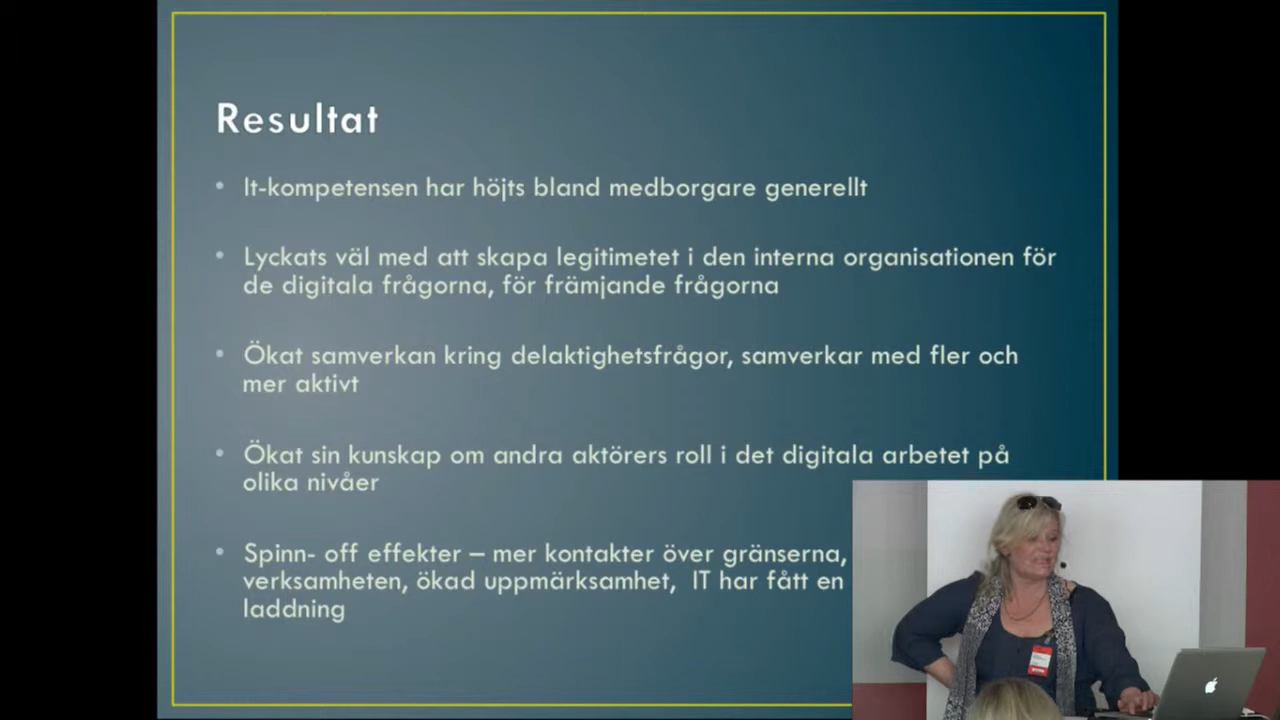 Resultat
• It-kompetensen har höjts bland medborgare generellt
• Lyckats väl med att skapa legitimetet i den interna organisationen för
de digitala frågorna, för främjande frågorna
• Ökat samverkan kring delaktighetsfrågor, samverkar med fler och
mer aktivt
• Ökat sin kunskap om andra aktörers roll i det digitala arbetet på
olika nivåer
• Spinn- off effekter – mer kontakter över gränserna,
verksamheten, ökad uppmärksamhet, IT har fått en
laddning